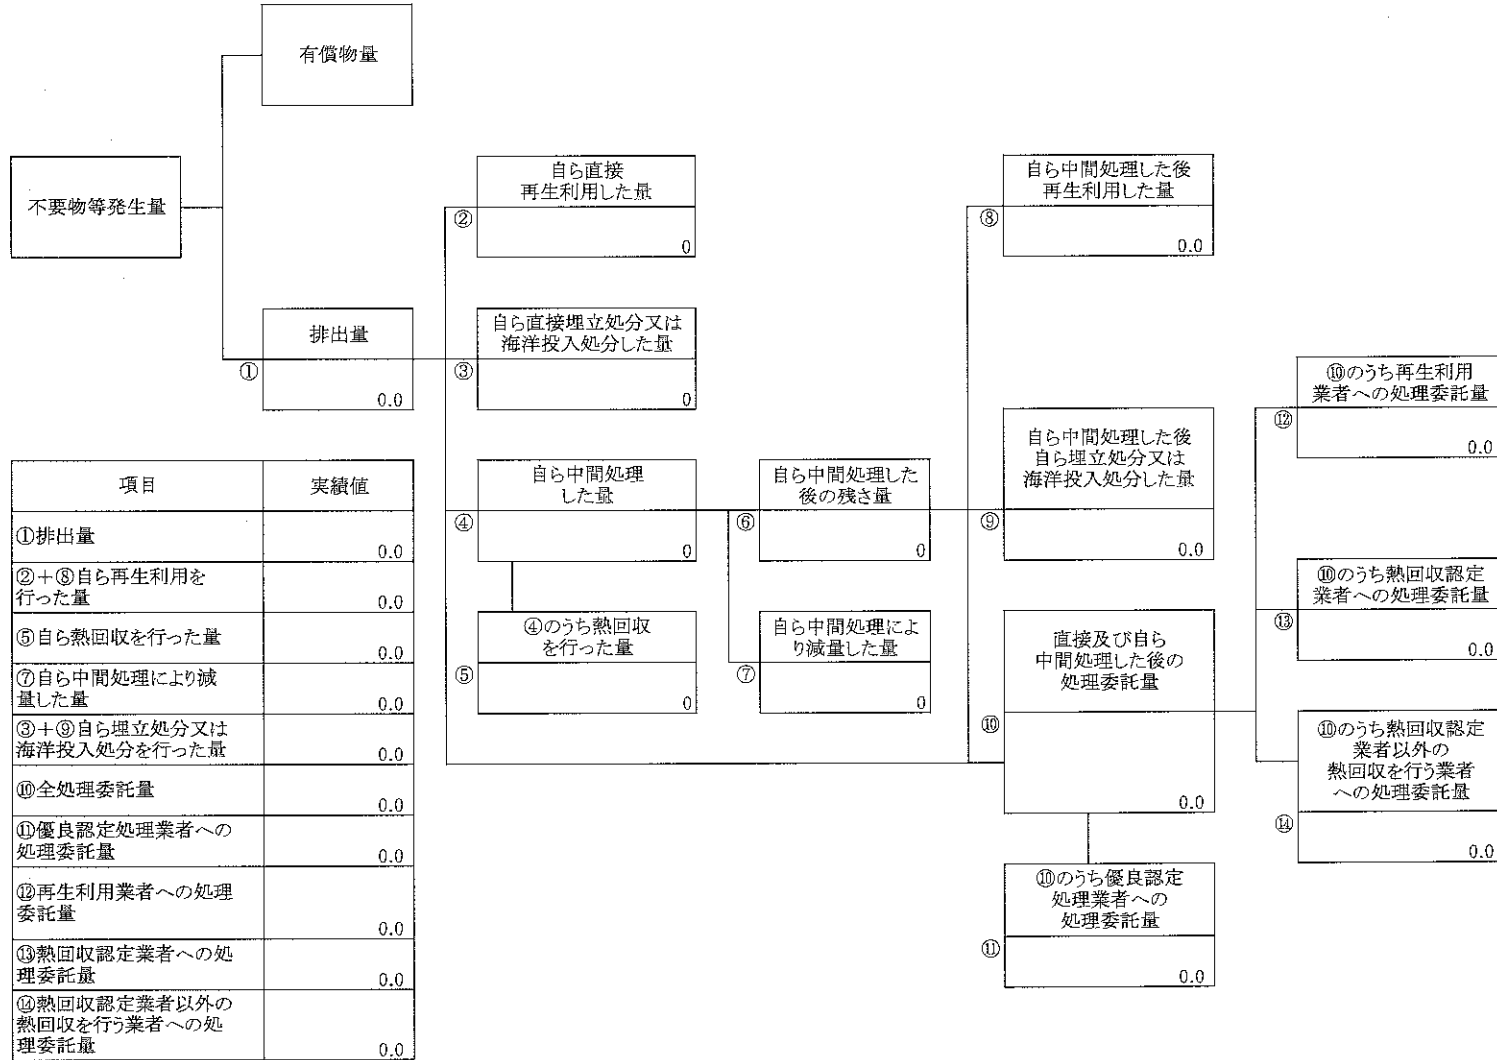 有償物量
不要物等発生量
排出量
①
0.0
自ら直接
再生利用した量
②
0
自ら直接埋立処分又は
海洋投入処分した量
③
0
自ら中間処理
した量
④
0
④のうち熱回収
を行った量
⑤
0
自ら中間処理した
後の残さ量
⑥
0
自ら中間処理によ
り減量した量
⑦
0
自ら中間処理した後
再生利用した量
⑧
0.0
自ら中間処理した後
自ら埋立処分又は
海洋投入処分した量
⑨
0.0
直接及び自ら
中間処理した後の
処理委託量
⑩
0.0
⑩のうち優良認定
処理業者への
処理委託量
⑪
0.0
⑩のうち再生利用
業者への処理委託量
⑫
0.0
⑩のうち熱回収認定
業者への処理委託量
⑬
0.0
⑩のうち熱回収認定
業者以外の
熱回収を行う業者
への処理委託量
⑭
0.0
項目 実績値
①排出量
0.0
②+⑧自ら再生利用を
行った量 0.0
⑤自ら熱回収を行った量
0.0
⑦自ら中間処理により減
量した量 0.0
③+⑨自ら埋立処分又は
海洋投入処分を行った量 0.0
⑩全処理委託量
0.0
⑪優良認定処理業者への
処理委託量 0.0
⑫再生利用業者への処理
委託量
0.0
⑬熱回収認定業者への処
理委託量 0.0
⑭熱回収認定業者以外の
熱回収を行う業者への処
理委託量 0.0